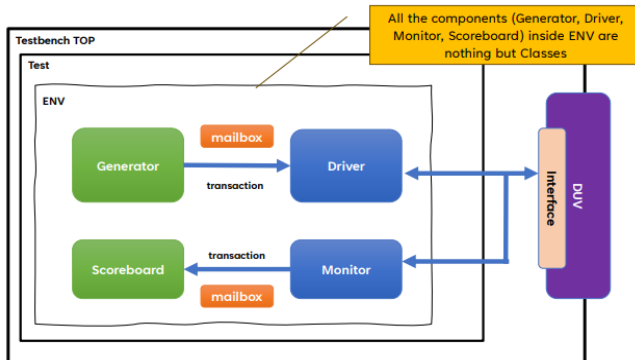 All the components (Generator, Driver,
Monitor, Scoreboard) inside ENV are
nothing but Classes
Testbench TOP
Test
ENV
mailbox
Generator
Driver
transaction
Interface
DUV
transaction
Scoreboard
Monitor
mailbox